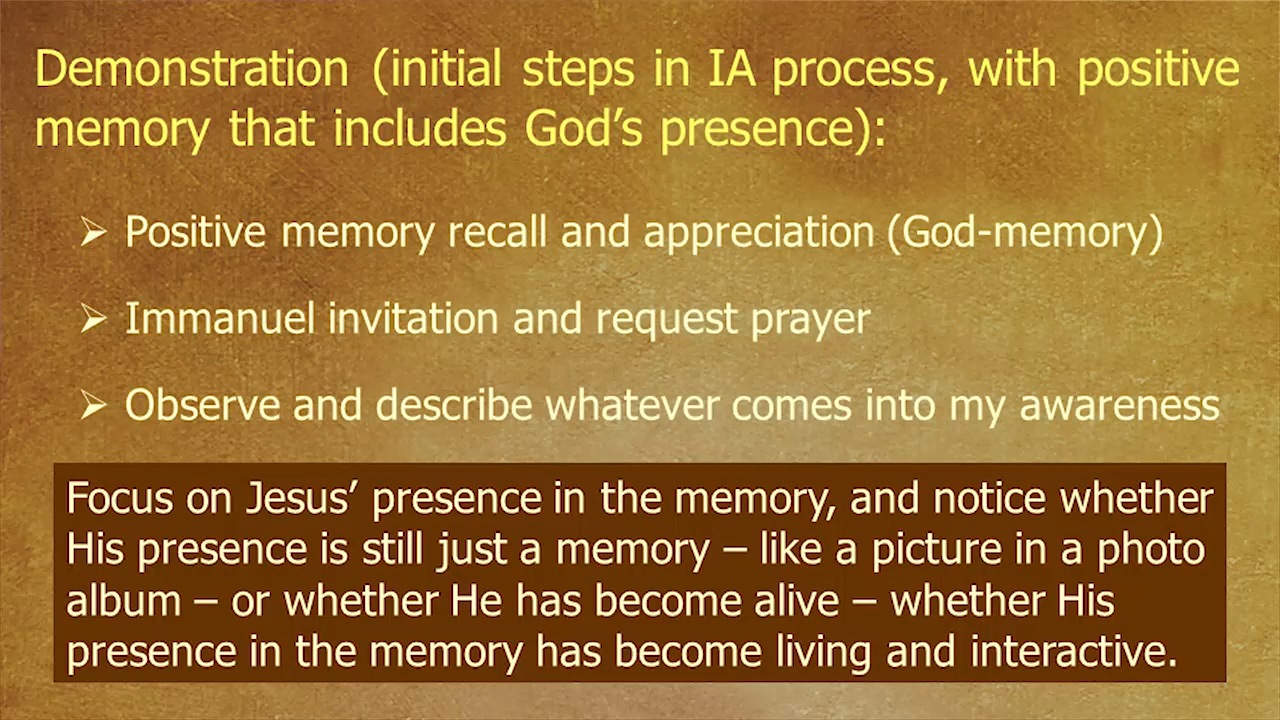 Demonstration (initial steps in IA process, with positive
memory that includes God’s presence):
➢ Positive memory recall and appreciation (God-memory)
➢ Immanuel invitation and request prayer
➢ Observe and describe whatever comes into my awareness
Focus on Jesus’ presence in the memory, and notice whether
His presence is still just a memory – like a picture in a photo
album – or whether He has become alive – whether His
presence in the memory has become living and interactive.